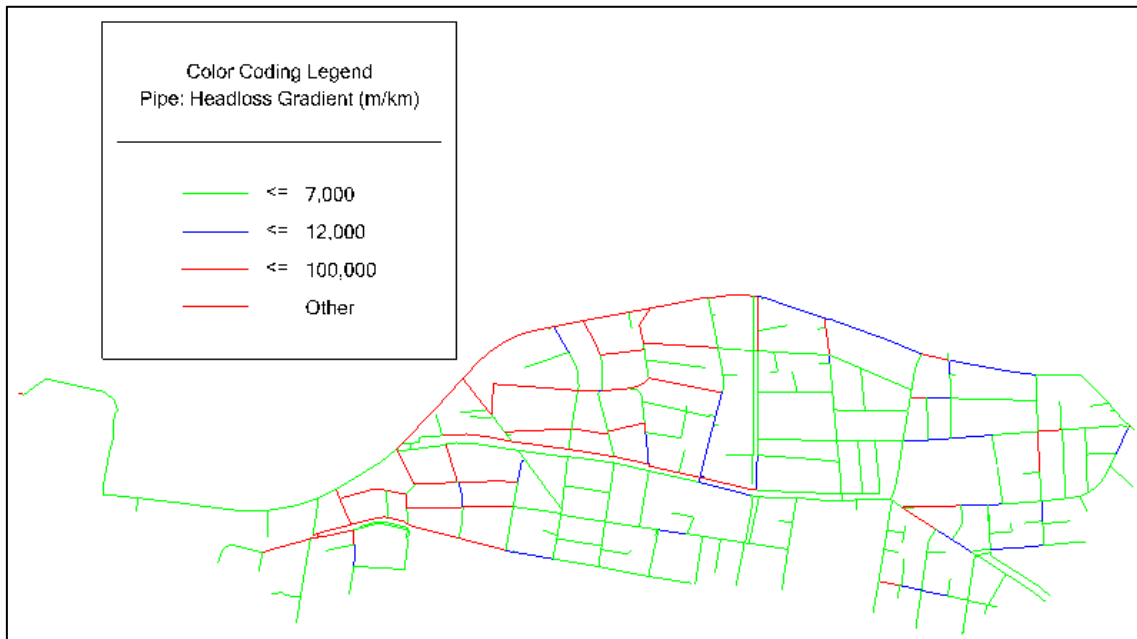 Color Coding Legend
Pipe: Headloss Gradient (m/km)
<= 7,000
<= 12,000
<= 100,000
Other